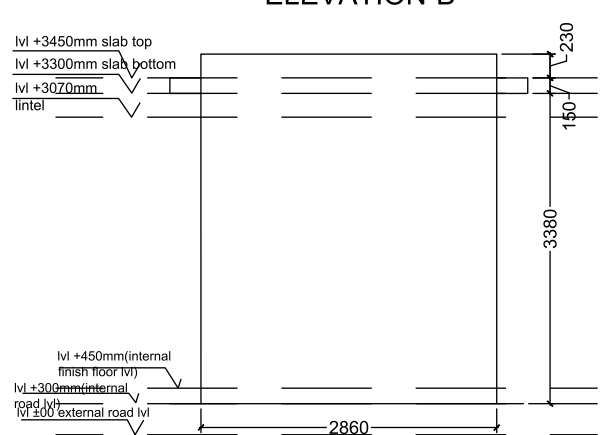 ELEVATION B
lvl +3450mm slab top
lvl +3300mm slab bottom
lvl +3070mm
lintel
230
150
3380
lvl +450mm(internal
finish floor lvl)
lvl +300mm(internal
road lvl)
lvl ±00 external road lvl
2860